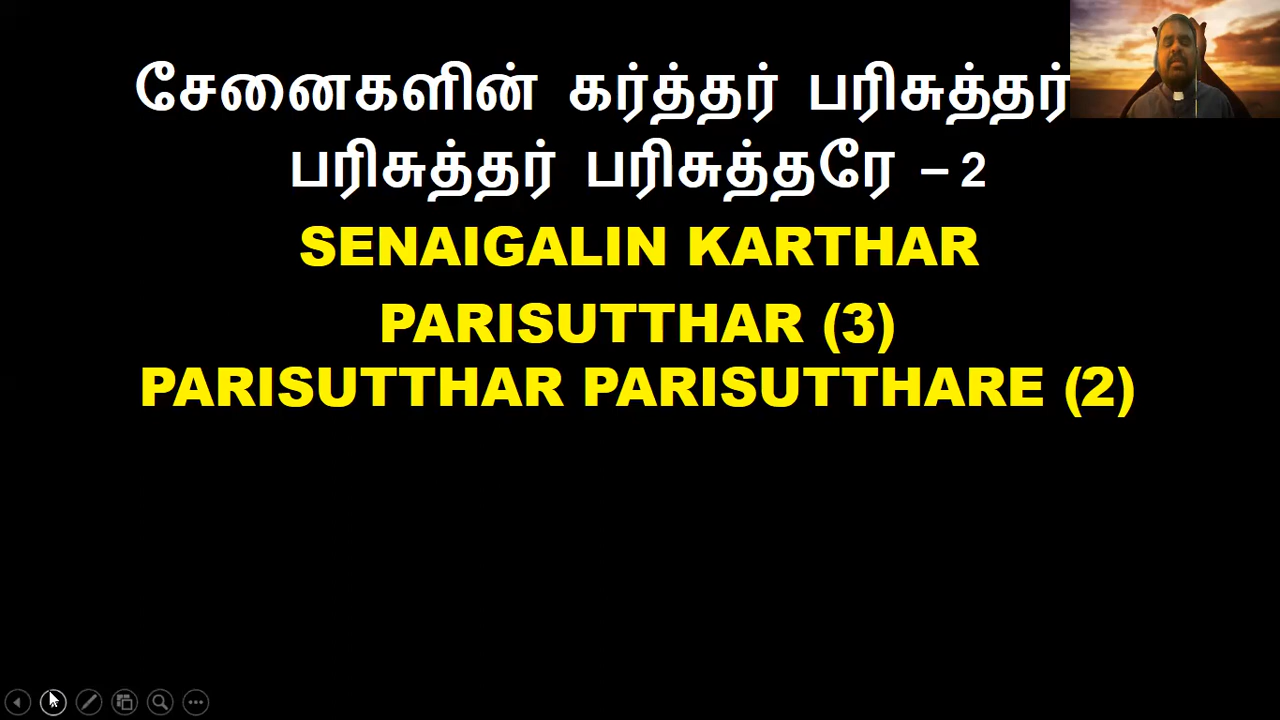 சேனைகளின் கர்த்தர் பரிசுத்தர்
பரிசுத்தர் பரிசுத்தரே – 2
SENAIGALIN KARTHAR
PARISUTTHAR (3)
PARISUTTHAR PARISUTTHARE (2)